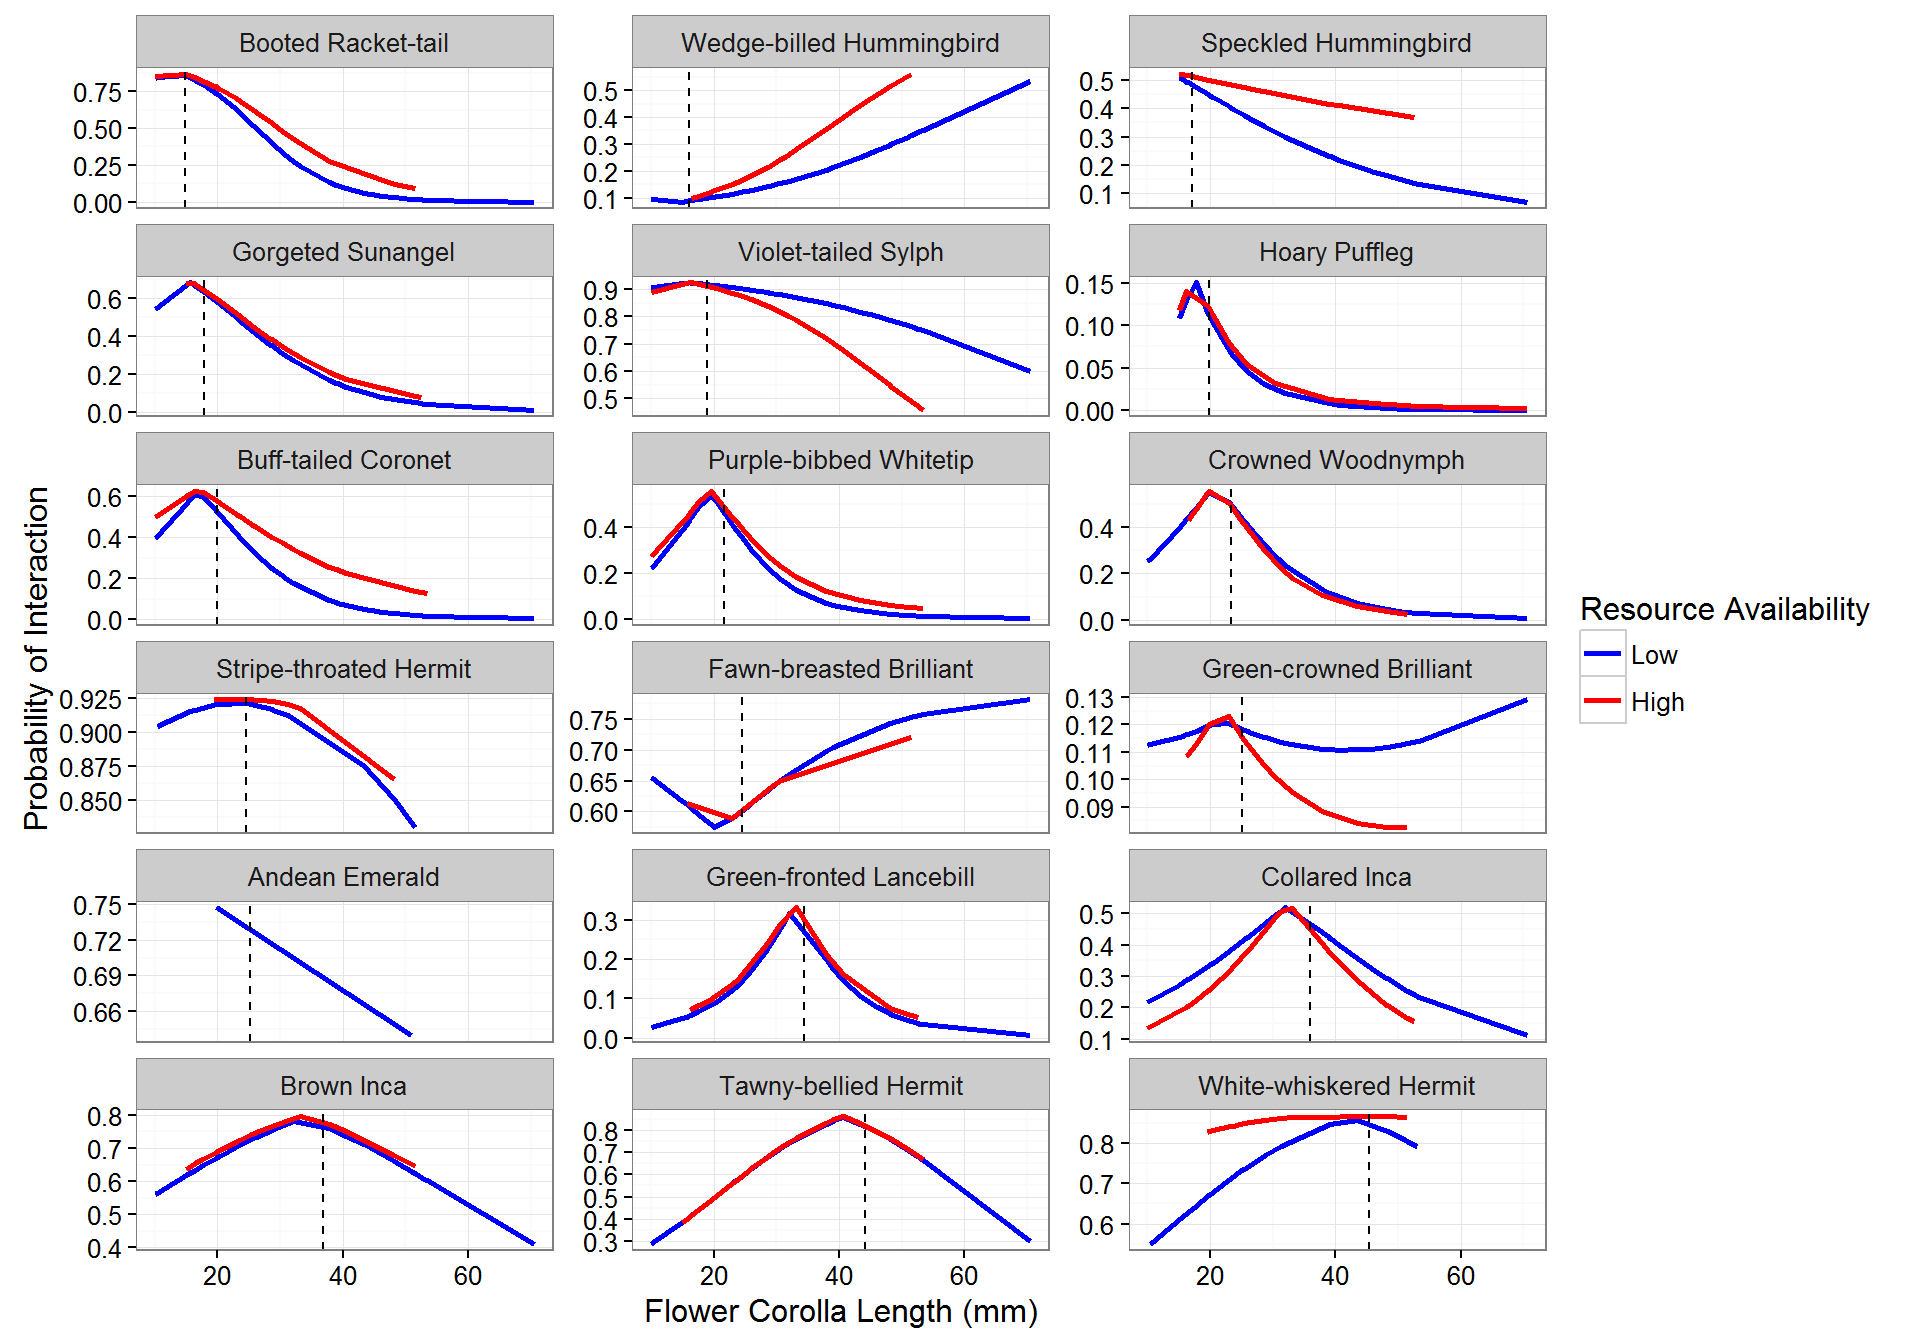 Booted Racket-tail
Wedge-billed Hummingbird
Speckled Hummingbird
0.75
0.50
0.25
0.00
0.5
0.4
0.3
0.2
0.1
0.5
0.4
0.3
0.2
0.1
Gorgeted Sunangel
Violet-tailed Sylph
Hoary Puffleg
0.6
0.4
0.2
0.0
0.9
0.8
0.7
0.6
0.5
0.15
0.10
0.05
0.00
Buff-tailed Coronet
Purple-bibbed Whitetip
Crowned Woodnymph
0.6
0.4
0.2
0.0
0.4
0.2
0.0
0.4
0.2
0.0
Stripe-throated Hermit
Fawn-breasted Brilliant
Green-crowned Brilliant
0.925
0.900
0.875
0.850
0.75
0.70
0.65
0.60
0.13
0.12
0.11
0.10
0.09
Andean Emerald
Green-fronted Lancebill
Collared Inca
0.75
0.72
0.69
0.66
0.3
0.2
0.1
0.0
0.5
0.4
0.3
0.2
0.1
Brown Inca
Tawny-bellied Hermit
White-whiskered Hermit
0.8
0.7
0.6
0.5
0.4
0.8
0.7
0.6
0.5
0.4
0.3
0.8
0.7
0.6
20 40 60
20 40 60
20 40 60
Flower Corolla Length (mm)
Probability of Interaction
Resource Availability
Low
High